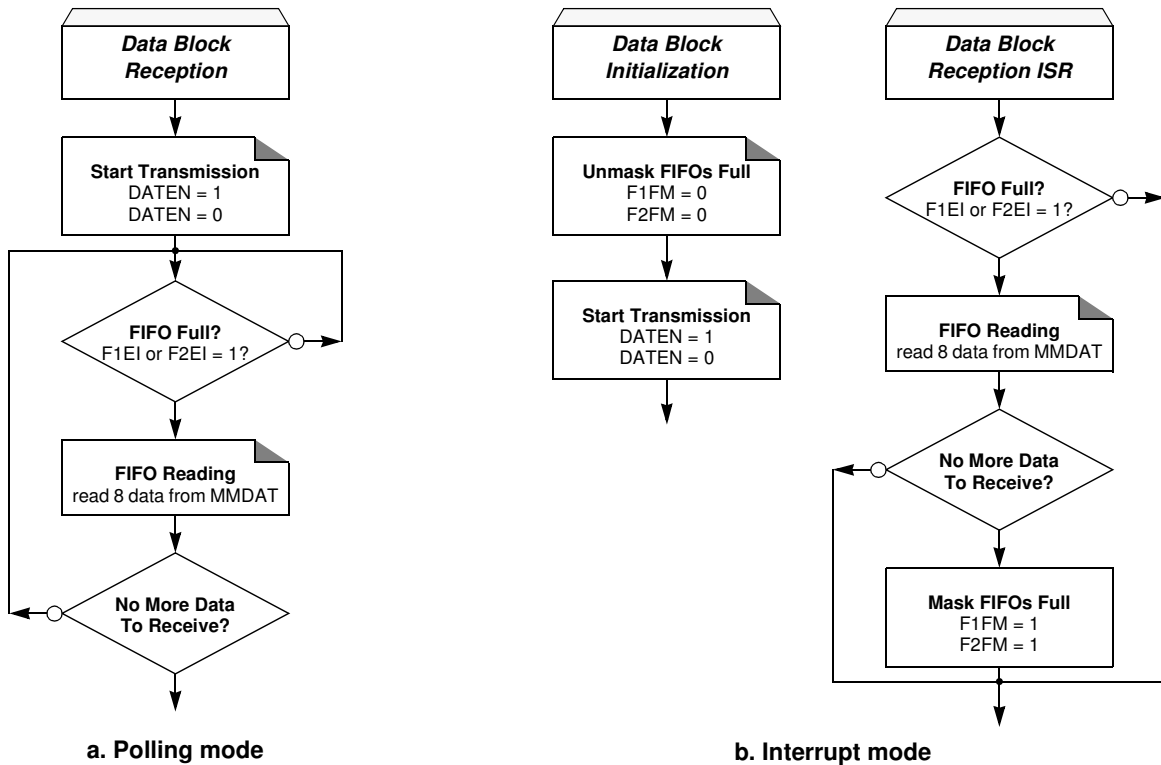 Data Block
Reception
Start Transmission
DATEN = 1
DATEN = 0
FIFO Full?
F1EI or F2EI = 1?
FIFO Reading
read 8 data from MMDAT
No More Data
To Receive?
a. Polling mode
Data Block
Initialization
Unmask FIFOs Full
F1FM = 0
F2FM = 0
Start Transmission
DATEN = 1
DATEN = 0
Data Block
Reception ISR
FIFO Full?
F1EI or F2EI = 1?
FIFO Reading
read 8 data from MMDAT
No More Data
To Receive?
Mask FIFOs Full
F1FM = 1
F2FM = 1
b. Interrupt mode